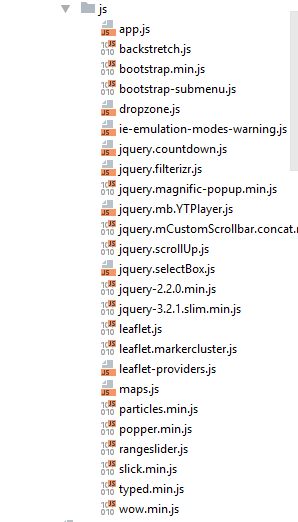 js
app.js
backstretch.js
bootstrap.min.js
bootstrap-submenu.js
dropzone.js
ie-emulation-modes-warning.js
jquery.countdown.js
jquery.filterizr.js
jquery.magnific-popup.min.js
jquery.mb.YTPlayer.js
jquery.mCustomScrollbar.concat.
jquery.scrollUp.js
jquery.selectBox.js
jquery-2.2.0.min.js
jquery-3.2.1.slim.min.js
leaflet.js
leaflet.markercluster.js
leaflet-providers.js
maps.js
particles.min.js
popper.min.js
rangeslider.js
slick.min.js
typed.min.js
wow.min.js